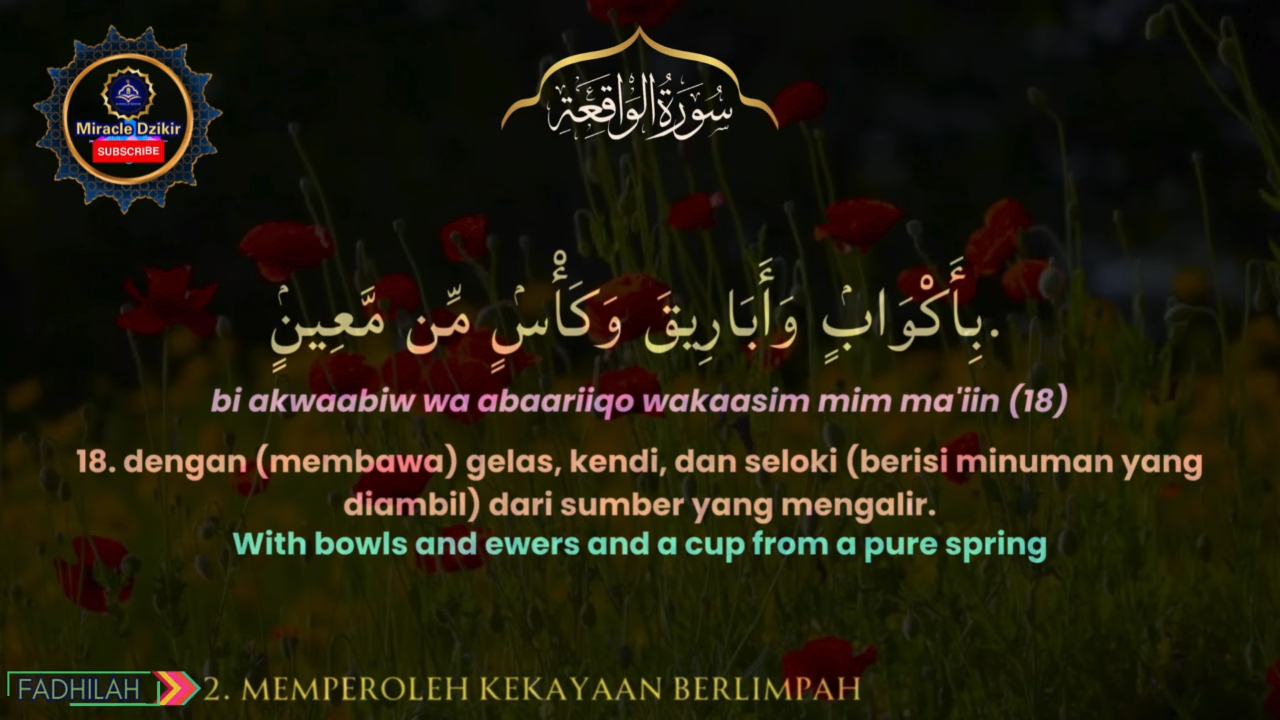 Miracle Dzikir
SUBSCRIBE
سُورَةُ الْوَاقِعَةِ
بِأَكْوَابٍۢ وَأَبَارِيقَ وَكَأْسٍۢ مِّن مَّعِينٍۢ.
bi akwaabiw wa abaariiqo wakaasim mim ma'iin (18)
18. dengan (membawa) gelas, kendi, dan seloki (berisi minuman yang
diambil) dari sumber yang mengalir.
With bowls and ewers and a cup from a pure spring
FADHILAH
2. MEMPEROLEH KEKAYAAN BERLIMPAH